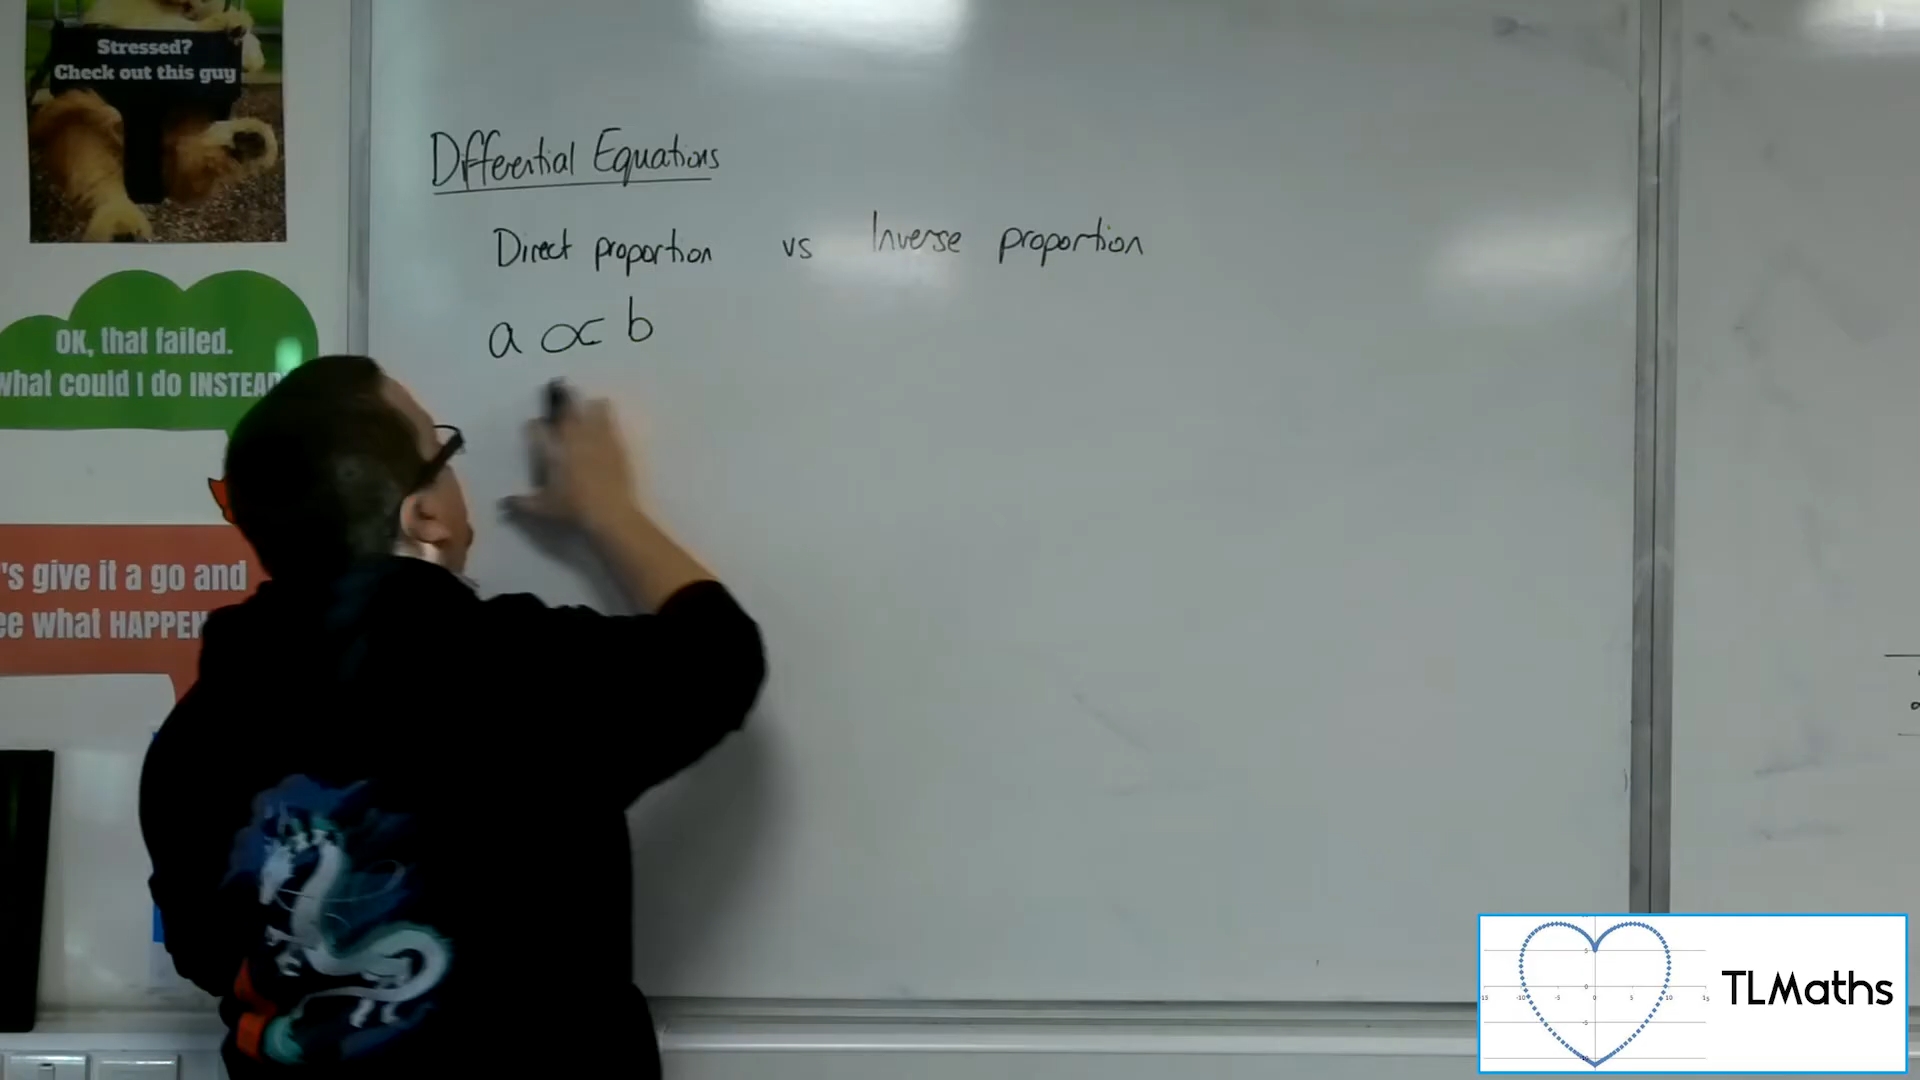 Stressed?
Check out this guy
Differential Equations
Direct proportion vs Inverse proportion
a ∝ b
OK, that failed.
what could I do INSTEAD
's give it a go and
ee what HAPPEN
TLMaths